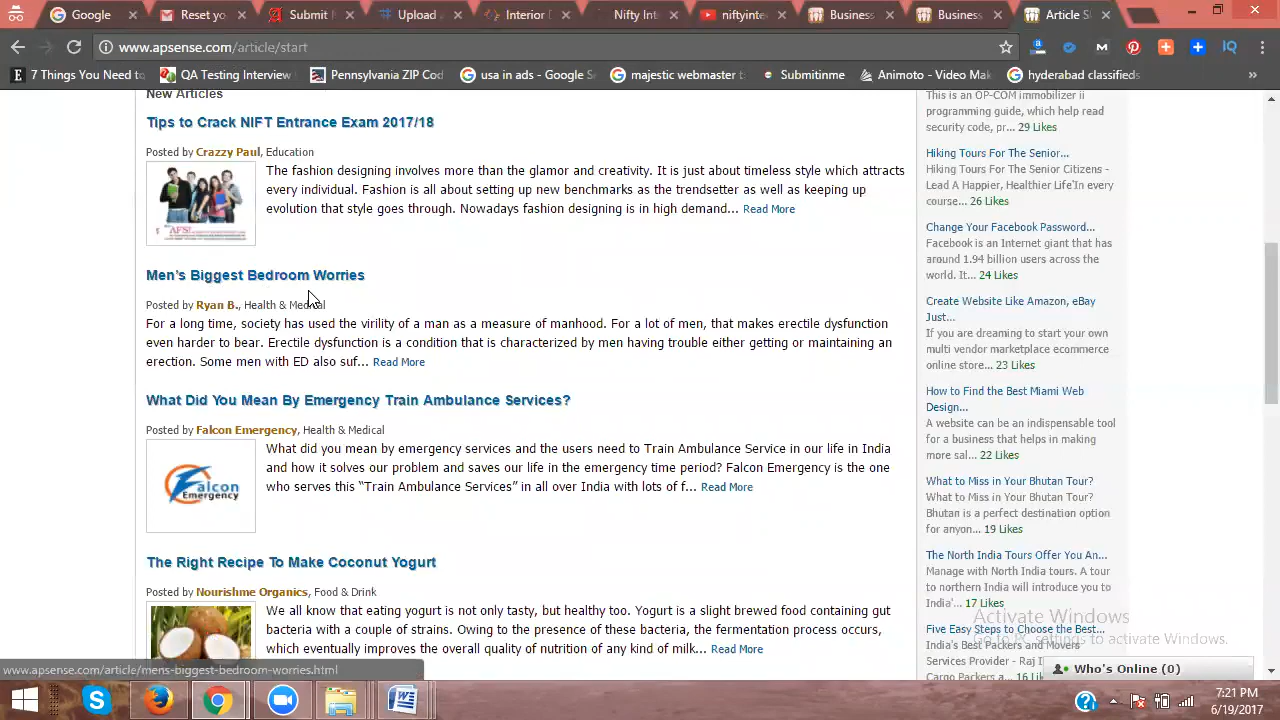 Google
Reset yo
Submit
Upload
Interior
Nifty Int
niftyinte
Business
Business
Article S
www.apsense.com/article/start
7 Things You Need to
QA Testing Interview
Pennsylvania ZIP Cod
usa in ads - Google S
majestic webmaster t
Submitinme
Animoto - Video Ma
hyderabad classifieds
»
New Articles
Tips to Crack NIFT Entrance Exam 2017/18
Posted by Crazzy Paul, Education
The fashion designing involves more than the glamor and creativity. It is just about timeless style which attracts
every individual. Fashion is all about setting up new benchmarks as the trendsetter as well as keeping up
evolution that style goes through. Nowadays fashion designing is in high demand... Read More
Men's Biggest Bedroom Worries
Posted by Ryan B., Health & Medical
For a long time, society has used the virility of a man as a measure of manhood. For a lot of men, that makes erectile dysfunction
even harder to bear. Erectile dysfunction is a condition that is characterized by men having trouble either getting or maintaining an
erection. Some men with ED also suf... Read More
What Did You Mean By Emergency Train Ambulance Services?
Posted by Falcon Emergency, Health & Medical
Falcon
Emergency
What did you mean by emergency services and the users need to Train Ambulance Service in our life in India
and how it solves our problem and saves our life in the emergency time period? Falcon Emergency is the one
who serves this “Train Ambulance Services” in all over India with lots of f... Read More
The Right Recipe To Make Coconut Yogurt
Posted by Nourishme Organics, Food & Drink
We all know that eating yogurt is not only tasty, but healthy too. Yogurt is a slight brewed food containing gut
bacteria with a couple of strains. Owing to the presence of these bacteria, the fermentation process occurs,
which eventually improves the overall quality of nutrition of any kind of milk... Read More
This is an OP-COM immobilizer ii
programming guide, which help read
security code, pr... 29 Likes
Hiking Tours For The Senior...
Hiking Tours For The Senior Citizens -
Lead A Happier, Healthier Life'In every
course... 26 Likes
Change Your Facebook Password...
Facebook is an Internet giant that has
around 1.94 billion users across the
world. It... 24 Likes
Create Website Like Amazon, eBay
Just...
If you are dreaming to start your own
multi vendor marketplace ecommerce
online store... 23 Likes
How to Find the Best Miami Web
Design...
A website can be an indispensable tool
for a business that helps in making
more sal... 22 Likes
What to Miss in Your Bhutan Tour?
What to Miss in Your Bhutan Tour?
Bhutan is a perfect destination option
for anyon... 19 Likes
The North India Tours Offer You An...
Manage with North India tours. A tour
to northern India will introduce you to
India'... 17 Likes
Five Easy Steps to Choose the Best...
India's Best Packers and Movers
Services Provider - Raj I
Cargo Packers a... 16 Lik
Activate Windows
Go to PC settings to activate Windows.
Who's Online (0)
www.apsense.com/article/mens-biggest-bedroom-worries.html
7:21 PM
6/19/2017